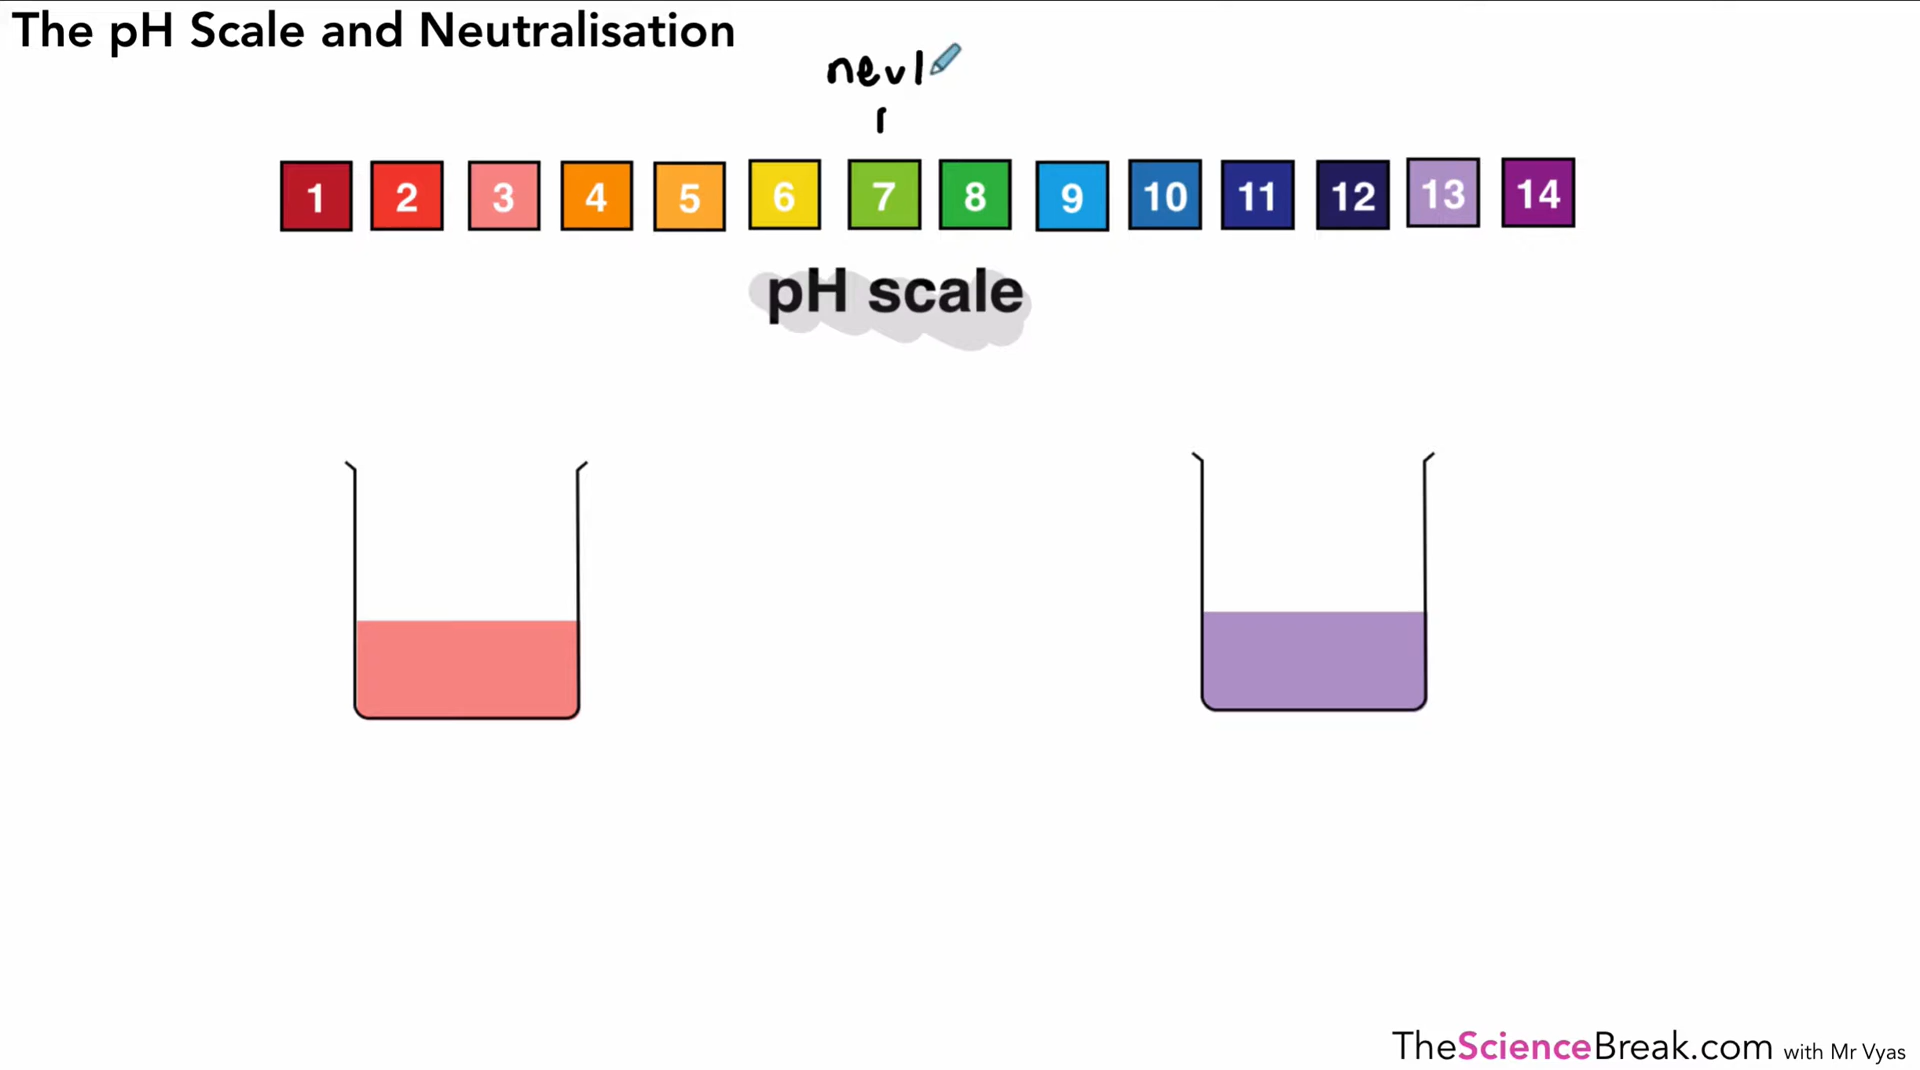 The pH Scale and Neutralisation
neul
1 2 3 4 5 6 7 8 9 10 11 12 13 14
pH scale
TheScienceBreak.com with Mr Vyas